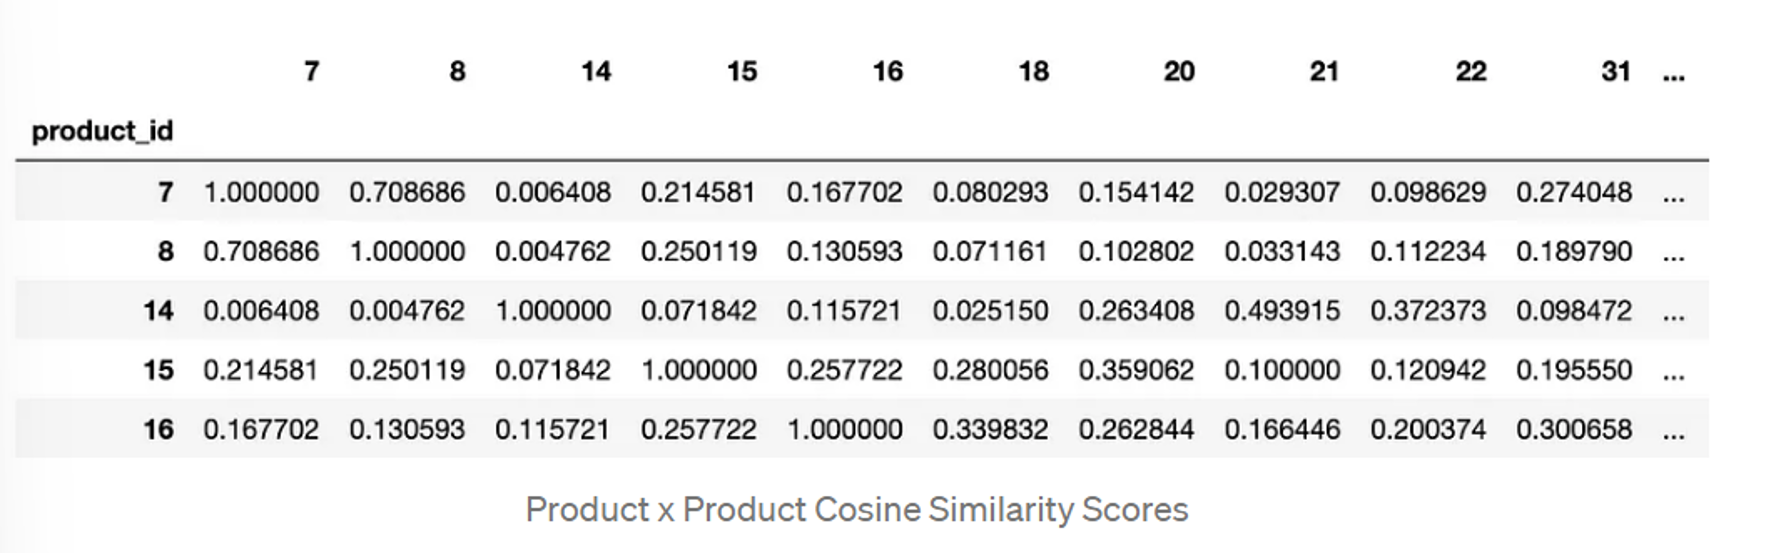 7 8 14 15 16 18 20 21 22 31 ...
product_id
7 1.000000 0.708686 0.006408 0.214581 0.167702 0.080293 0.154142 0.029307 0.098629 0.274048 ...
8 0.708686 1.000000 0.004762 0.250119 0.130593 0.071161 0.102802 0.033143 0.112234 0.189790 ...
14 0.006408 0.004762 1.000000 0.071842 0.115721 0.025150 0.263408 0.493915 0.372373 0.098472 ...
15 0.214581 0.250119 0.071842 1.000000 0.257722 0.280056 0.359062 0.100000 0.120942 0.195550 ...
16 0.167702 0.130593 0.115721 0.257722 1.000000 0.339832 0.262844 0.166446 0.200374 0.300658 ...
Product x Product Cosine Similarity Scores